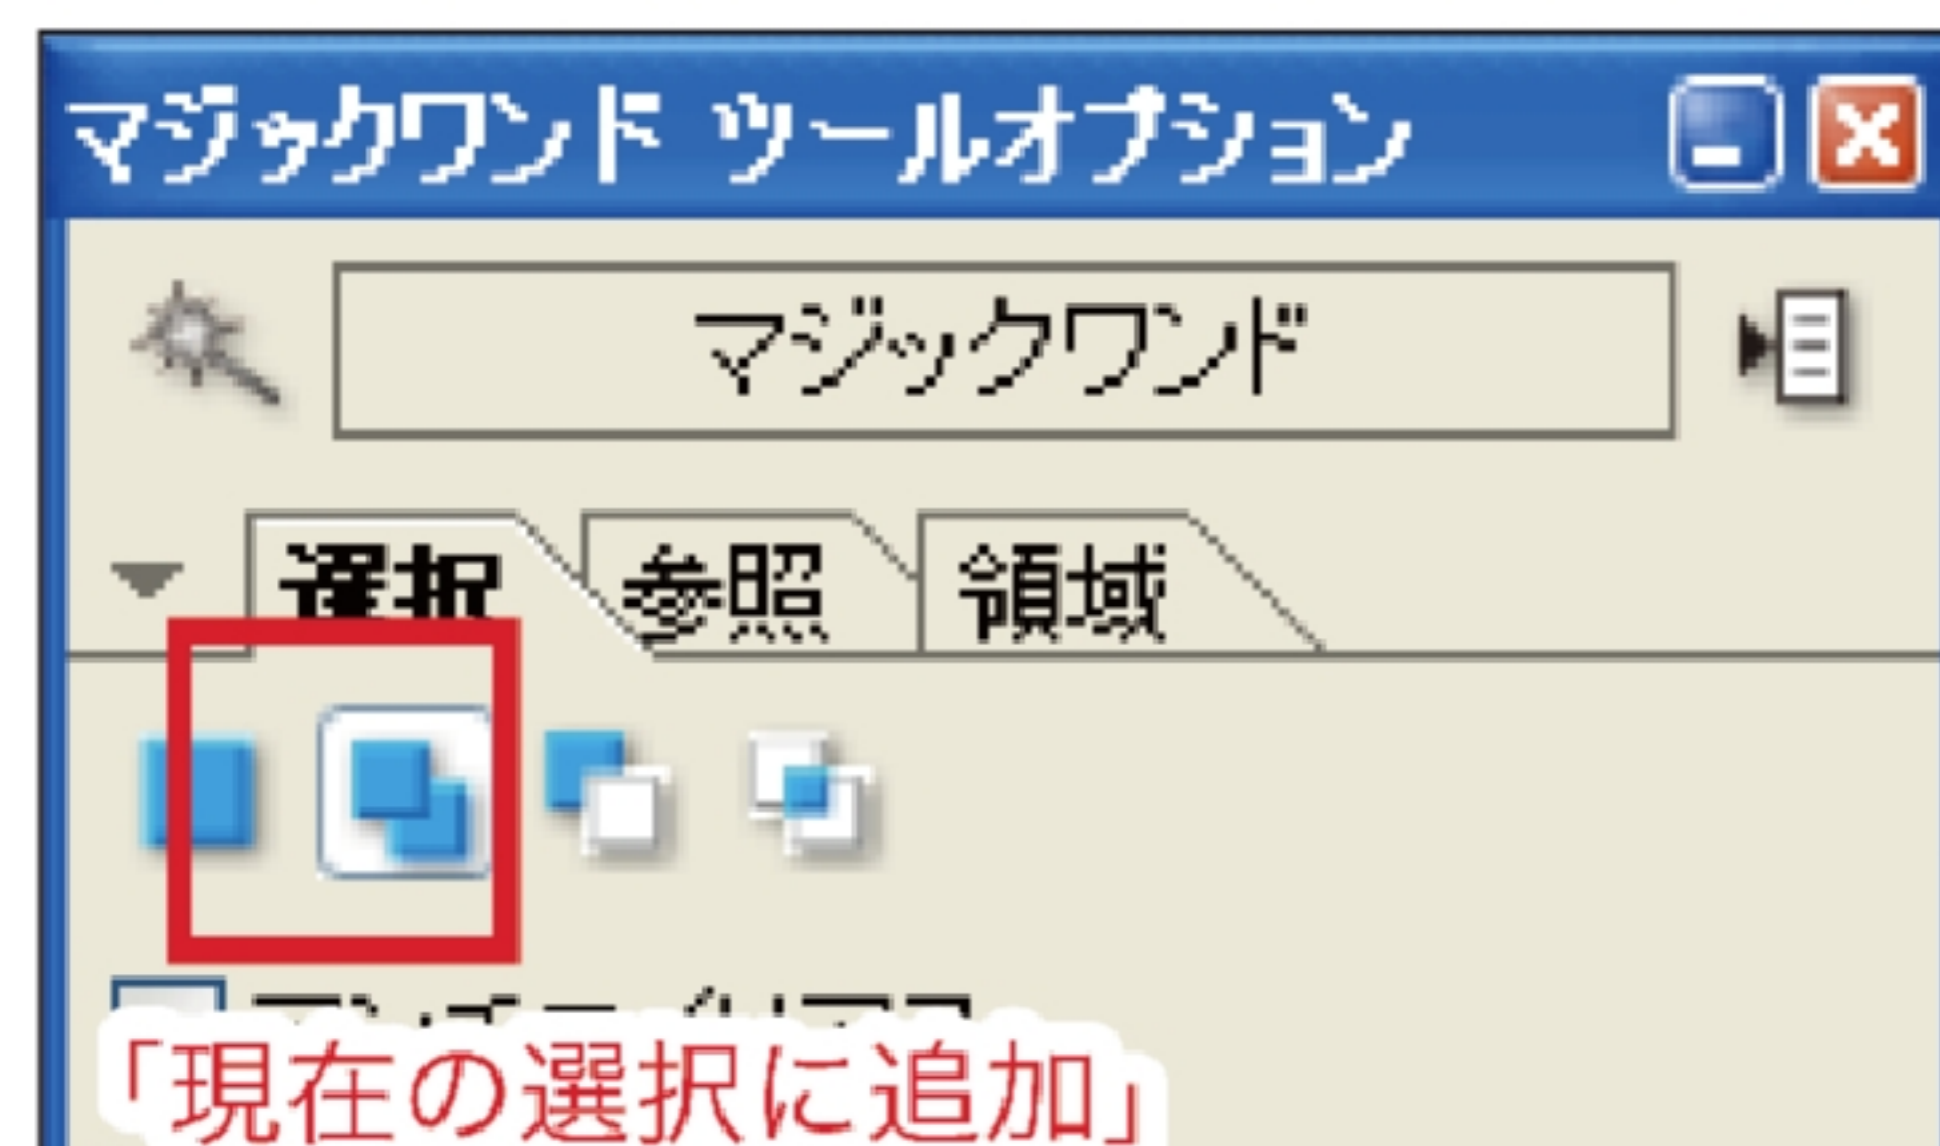 マジックワンド ツールオプション
マジックワンド
選択 参照 領域
「現在の選択に追加」